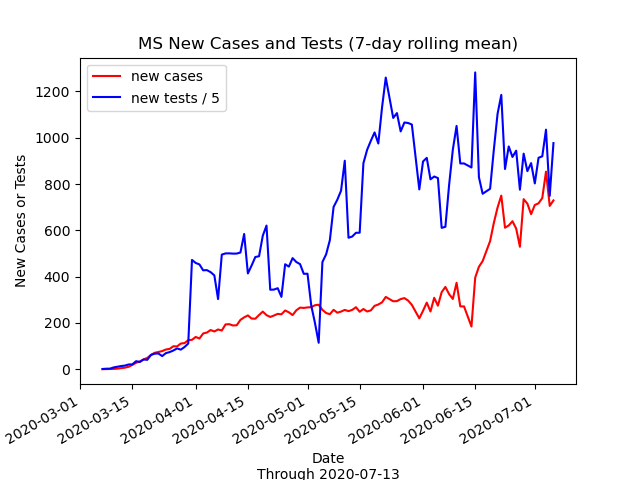 MS New Cases and Tests (7-day rolling mean)
new cases
new tests / 5
New Cases or Tests
1200
1000
800
600
400
200
0
2020-03-01
2020-03-15
2020-04-01
2020-04-15
2020-05-01
2020-05-15
2020-06-01
2020-06-15
2020-07-01
Date
Through 2020-07-13